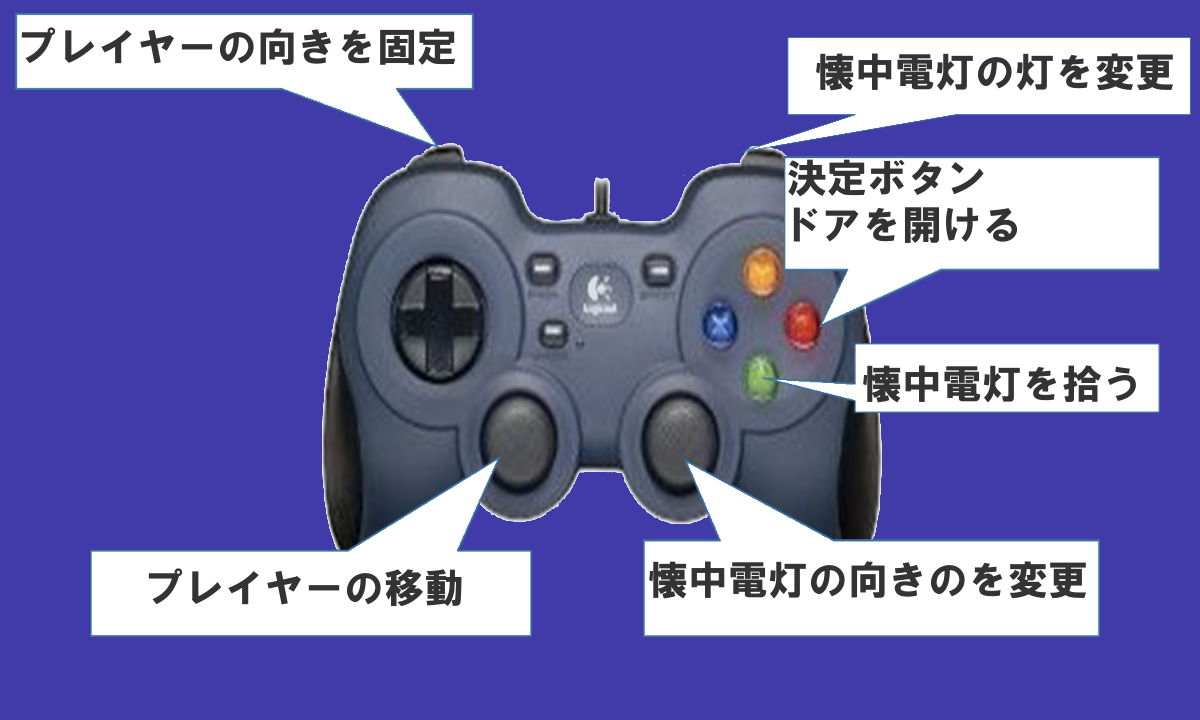 プレイヤーの向きを固定
懐中電灯の灯を変更
決定ボタン
ドアを開ける
X
懐中電灯を拾う
プレイヤーの移動
懐中電灯の向きのを変更